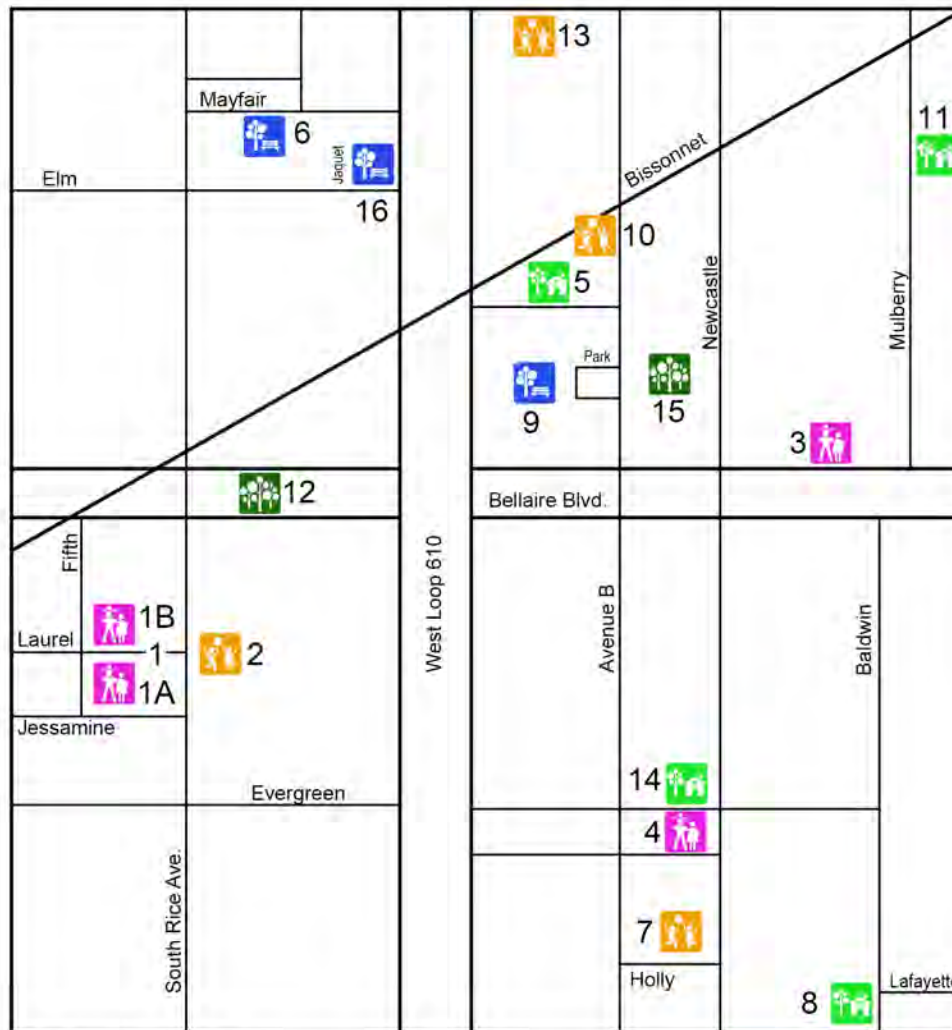 13
Mayfair
6
11
Jaquet
Bissonnet
Elm
16
10
5
Newcastle
Mulberry
Park
9
15
3
12
Bellaire Blvd.
Fifth
West Loop 610
Avenue B
Baldwin
1B
Laurel
1
2
1A
Jessamine
14
Evergreen
4
South Rice Ave.
7
Holly
Lafayette
8